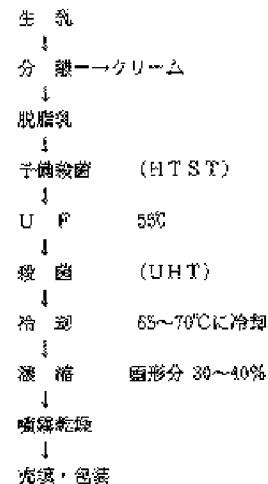 生 乳
↓
分 離ー→クリーム
↓
脱脂乳
↓
予備殺菌 (HTST)
↓
U F 55℃
↓
殺 菌 (UHT)
↓
冷 却 65~70℃に冷却
↓
濃 縮 固形分 30~40%
↓
噴霧乾燥
↓
充填・包装